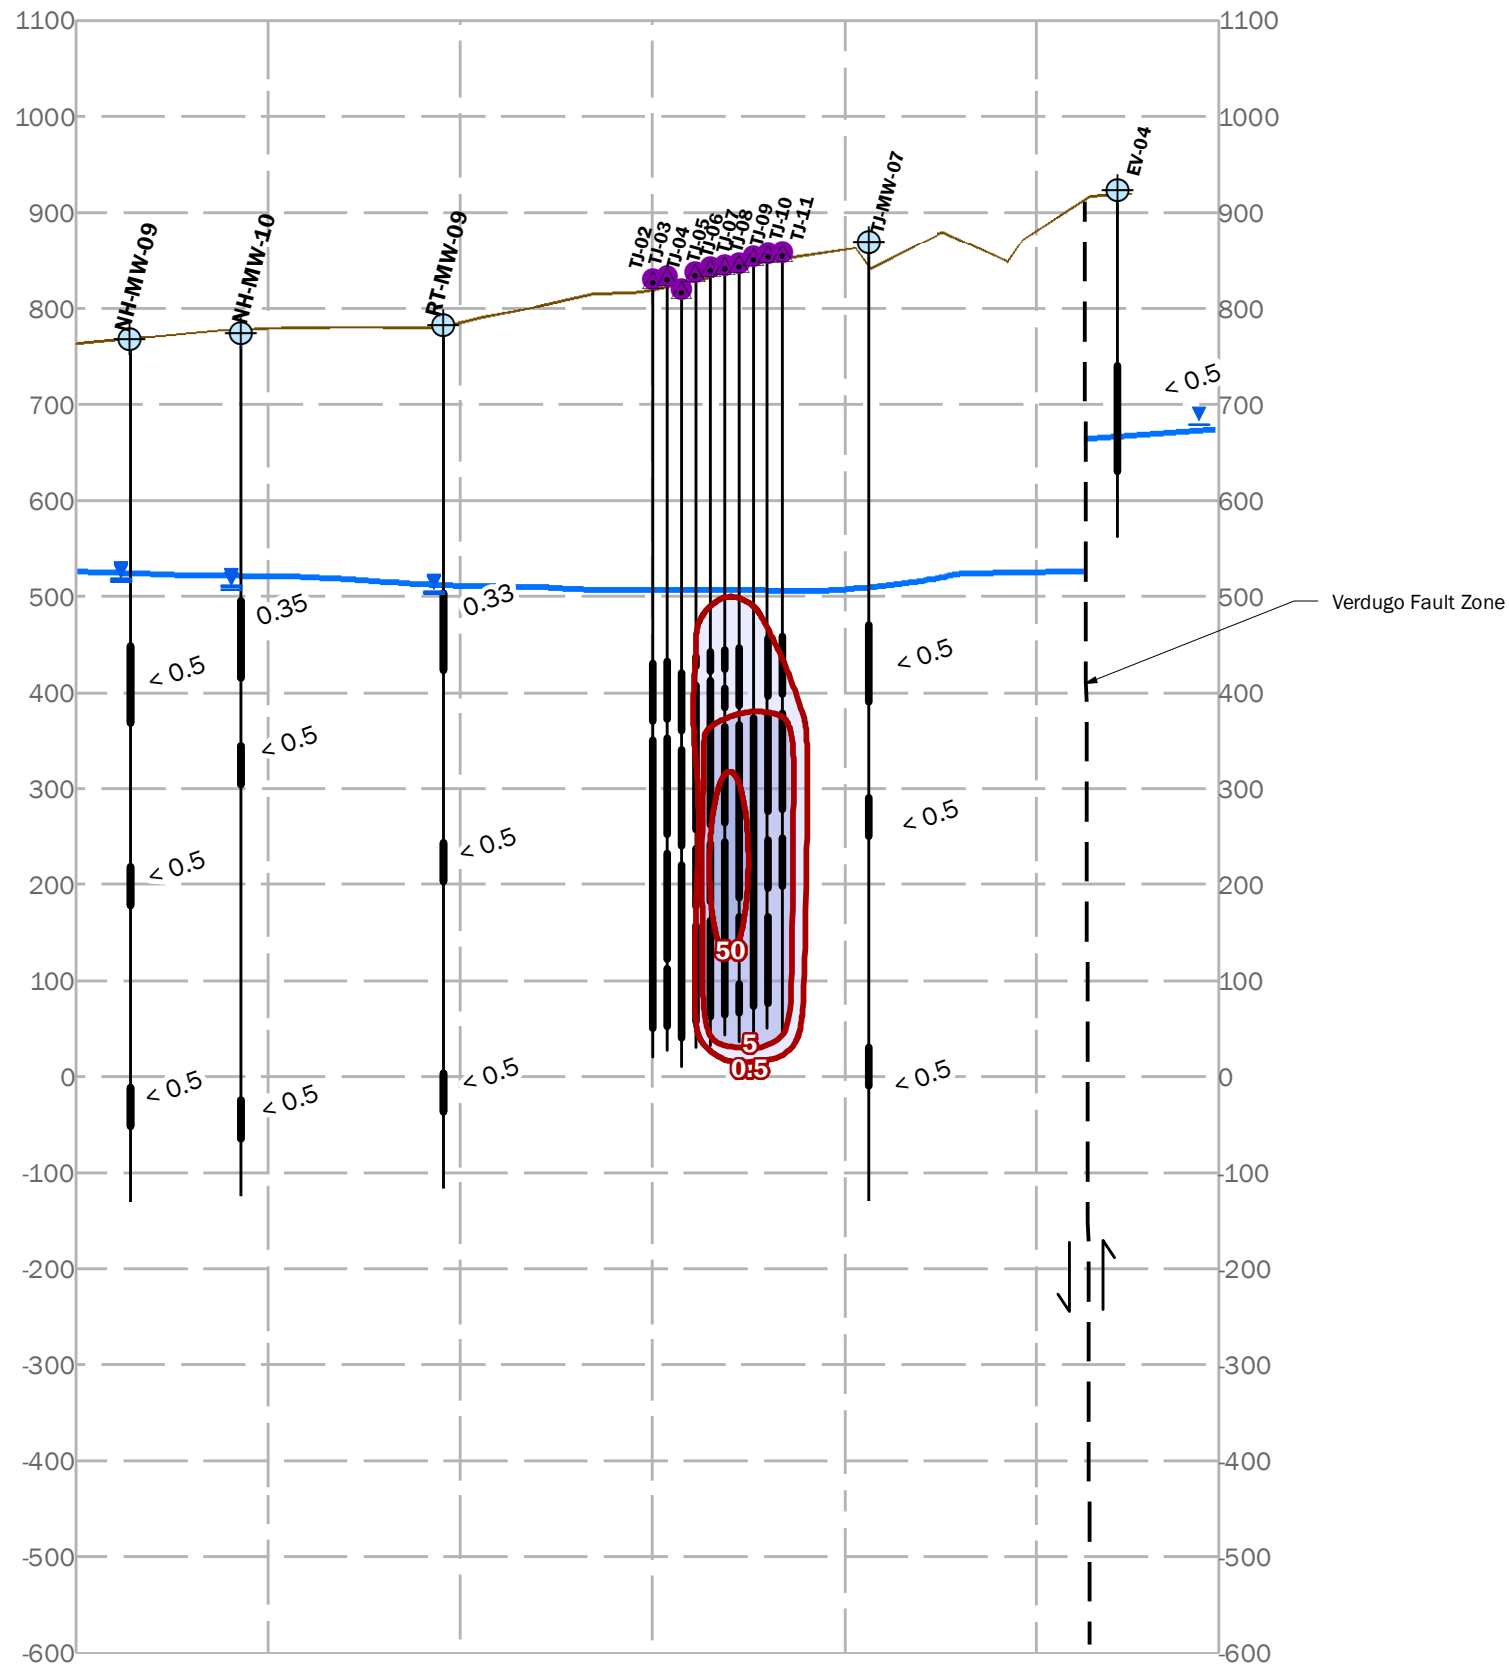 1100 1100
1000 1000
EV-04
TJ-MW-07
900 900
NH-MW-09
NH-MW-10
RT-MW-09
TJ-02
TJ-03
TJ-04
TJ-05
TJ-06
TJ-07
TJ-08
TJ-09
TJ-10
TJ-11
800 800
< 0.5
700 700
600 600
500 500
0.35
0.33
Verdugo Fault Zone
< 0.5
< 0.5
400 400
< 0.5
300 300
< 0.5
< 0.5
< 0.5
200 200
50
100 100
5
0.5
0 0
< 0.5
< 0.5
< 0.5
< 0.5
-100 -100
-200 -200
-300 -300
-400 -400
-500 -500
-600 -600